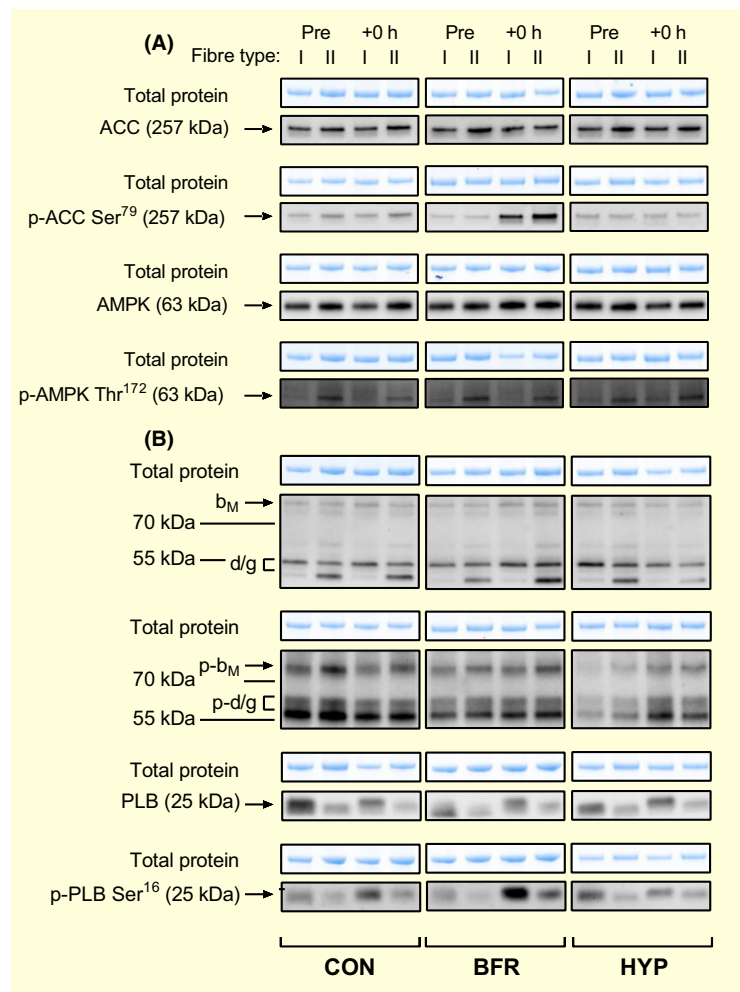 (A)
Pre +0 h Pre +0 h Pre +0 h
Fibre type: I II I II I II I II I II I II
Total protein
ACC (257 kDa)
Total protein
p-ACC Ser79 (257 kDa)
Total protein
AMPK (63 kDa)
Total protein
p-AMPK Thr172 (63 kDa)
(B)
Total protein
bM
70 kDa
55 kDa d/g
Total protein
p-bM
70 kDa
p-d/g
55 kDa
Total protein
PLB (25 kDa)
Total protein
p-PLB Ser16 (25 kDa)
CON BFR HYP